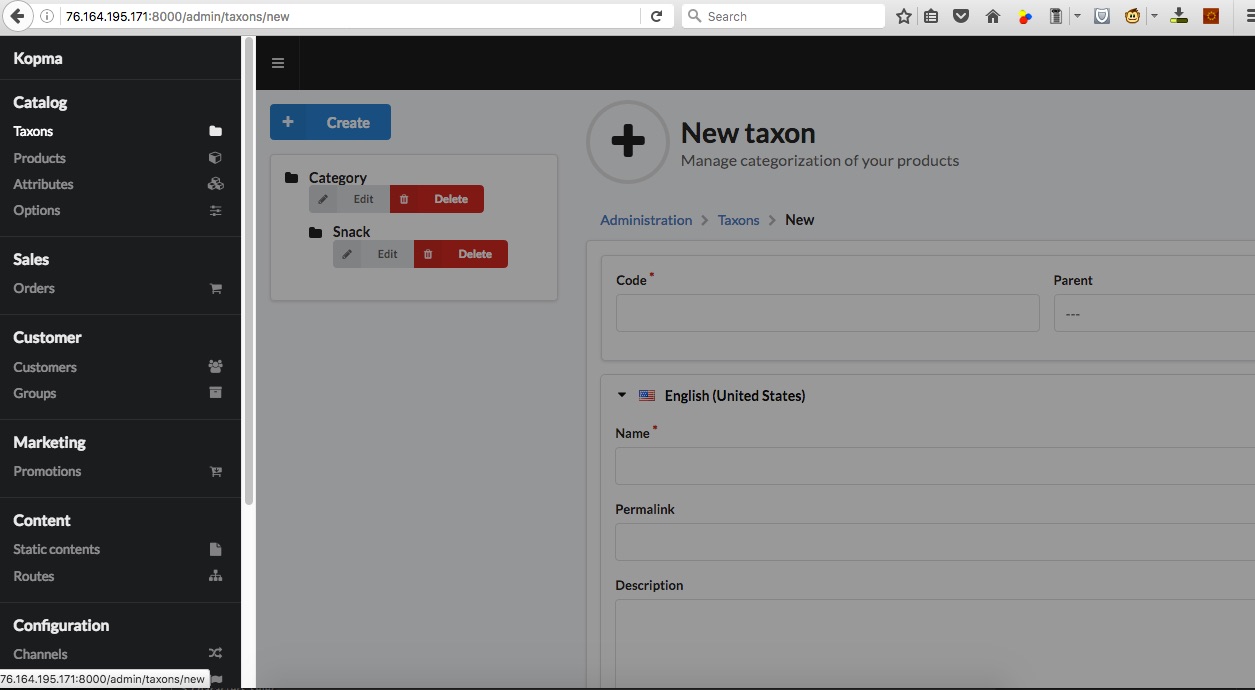 76.164.195.171:8000/admin/taxons/new
Search
Kopma
Catalog
Taxons
Products
Attributes
Options
Sales
Orders
Customer
Customers
Groups
Marketing
Promotions
Content
Static contents
Routes
Configuration
Channels
76.164.195.171:8000/admin/taxons/new
Create
Category
Edit Delete
Snack
Edit Delete
New taxon
Manage categorization of your products
Administration > Taxons > New
Code * Parent
---
English (United States)
Name *
Permalink
Description